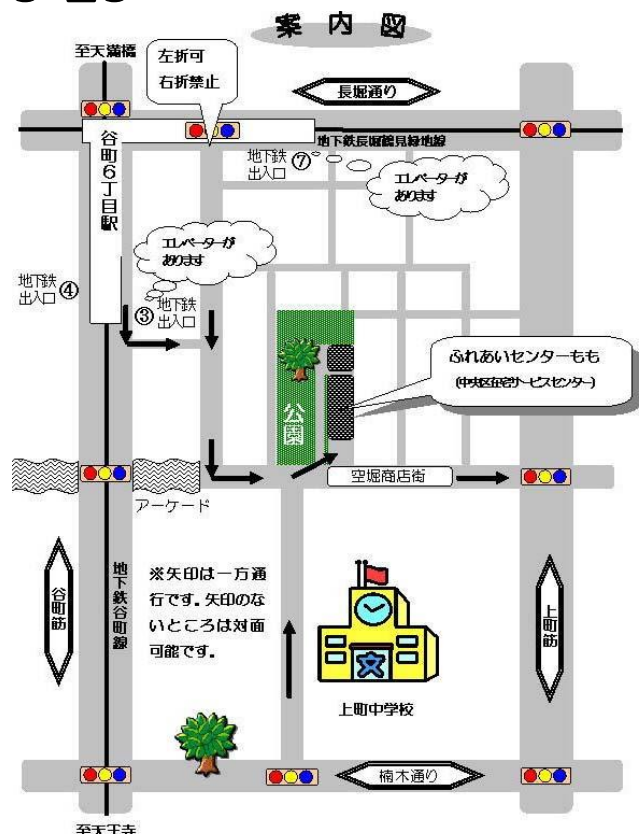 案内図
至天満橋
左折可
右折禁止
長堀通り
谷町6丁目駅
地下鉄長堀鶴見緑地線
地下鉄
出入口
⑦
エレベーターが
あります
エレベーターが
あります
地下鉄
出入口
④
③
地下鉄
出入口
ふれあいセンターもも
(中央区在宅サービスセンター)
公園
空堀商店街
アーケード
谷町筋
地下鉄谷町線
※矢印は一方通
行です.矢印のな
いところは対面
可能です.
文
上町筋
上町中学校
楠木通り
至天王寺